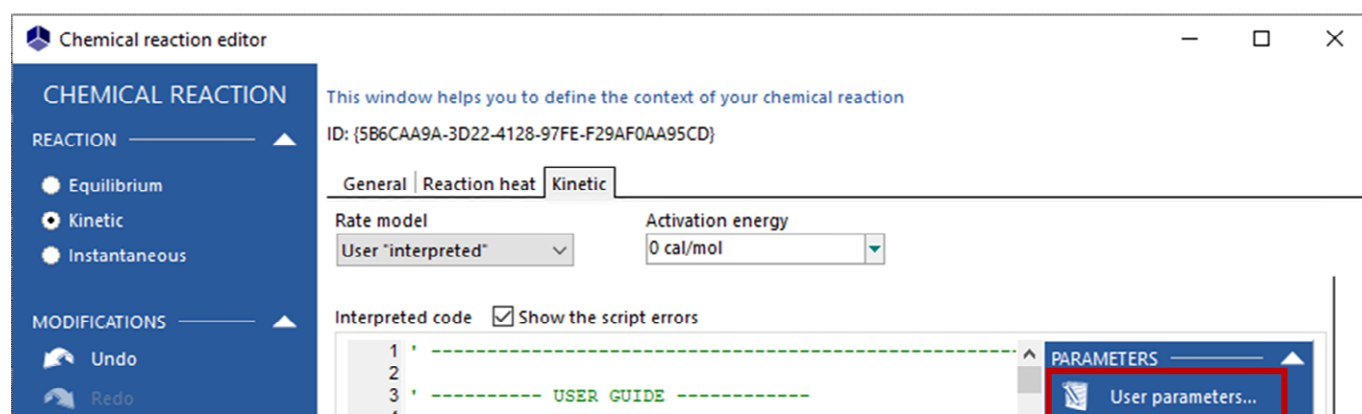 Chemical reaction editor
CHEMICAL REACTION
This window helps you to define the context of your chemical reaction
REACTION
ID: {5B6CAA9A-3D22-4128-97FE-F29AF0AA95CD}
Equilibrium
General Reaction heat Kinetic
Kinetic
Rate model Activation energy
User "interpreted" 0 cal/mol
Instantaneous
MODIFICATIONS
Interpreted code Show the script errors
Undo
1 ' -----------------------------------------------------
PARAMETERS
2
3 ' ---------- USER GUIDE ------------
Redo
User parameters...